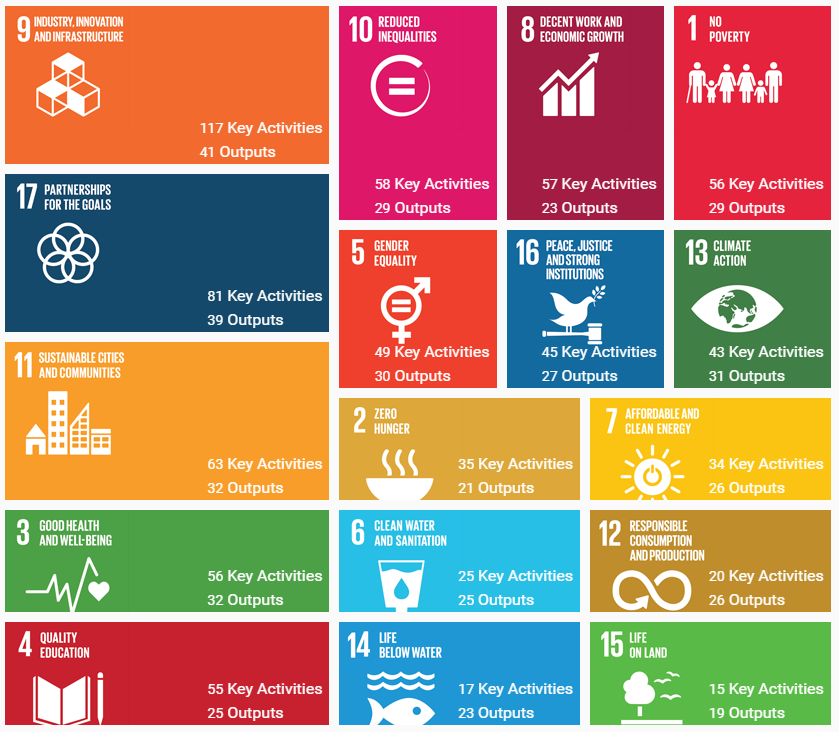 9 INDUSTRY, INNOVATION
AND INFRASTRUCTURE
117 Key Activities
41 Outputs
10 REDUCED
INEQUALITIES
58 Key Activities
29 Outputs
8 DECENT WORK AND
ECONOMIC GROWTH
57 Key Activities
23 Outputs
1 NO
POVERTY
56 Key Activities
29 Outputs
17 PARTNERSHIPS
FOR THE GOALS
81 Key Activities
39 Outputs
5 GENDER
EQUALITY
49 Key Activities
30 Outputs
16 PEACE, JUSTICE
AND STRONG
INSTITUTIONS
45 Key Activities
27 Outputs
13 CLIMATE
ACTION
43 Key Activities
31 Outputs
11 SUSTAINABLE CITIES
AND COMMUNITIES
63 Key Activities
32 Outputs
2 ZERO
HUNGER
35 Key Activities
21 Outputs
7 AFFORDABLE AND
CLEAN ENERGY
34 Key Activities
26 Outputs
3 GOOD HEALTH
AND WELL-BEING
56 Key Activities
32 Outputs
6 CLEAN WATER
AND SANITATION
25 Key Activities
25 Outputs
12 RESPONSIBLE
CONSUMPTION
AND PRODUCTION
20 Key Activities
26 Outputs
4 QUALITY
EDUCATION
55 Key Activities
25 Outputs
14 LIFE
BELOW WATER
17 Key Activities
23 Outputs
15 LIFE
ON LAND
15 Key Activities
19 Outputs